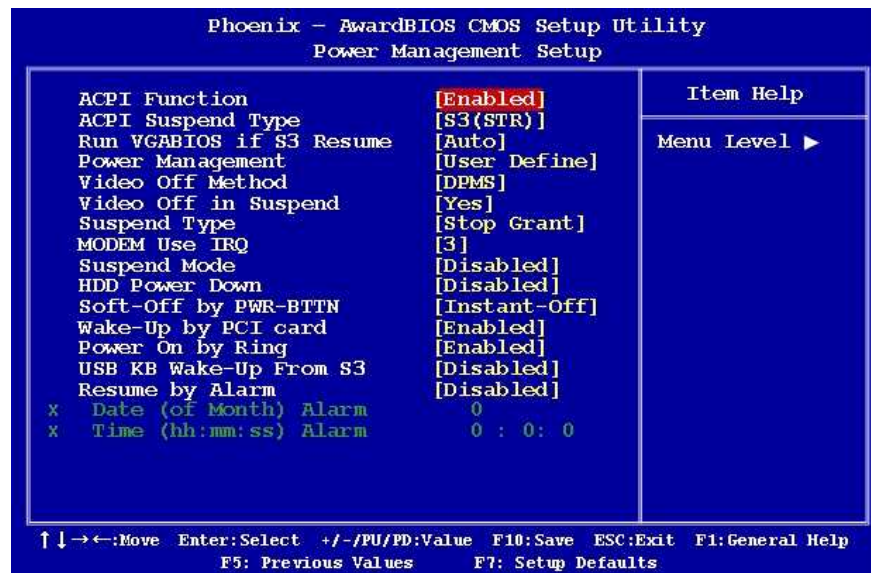 Phoenix – AwardBIOS CMOS Setup Utility
Power Management Setup
ACPI Function [Enabled]
ACPI Suspend Type [S3(STR)]
Run VGABIOS if S3 Resume [Auto]
Power Management [User Define]
Video Off Method [DPMS]
Video Off in Suspend [Yes]
Suspend Type [Stop Grant]
MODEM Use IRQ [3]
Suspend Mode [Disabled]
HDD Power Down [Disabled]
Soft-Off by PWR-BTTN [Instant-Off]
Wake-Up by PCI card [Enabled]
Power On by Ring [Enabled]
USB KB Wake-Up From S3 [Disabled]
Resume by Alarm [Disabled]
x Date (of Month) Alarm 0
x Time (hh:mm:ss) Alarm 0 : 0: 0
Item Help
Menu Level ▶
↑↓→←:Move Enter:Select +/-/PU/PD:Value F10:Save ESC:Exit F1:General Help
F5: Previous Values F7: Setup Defaults